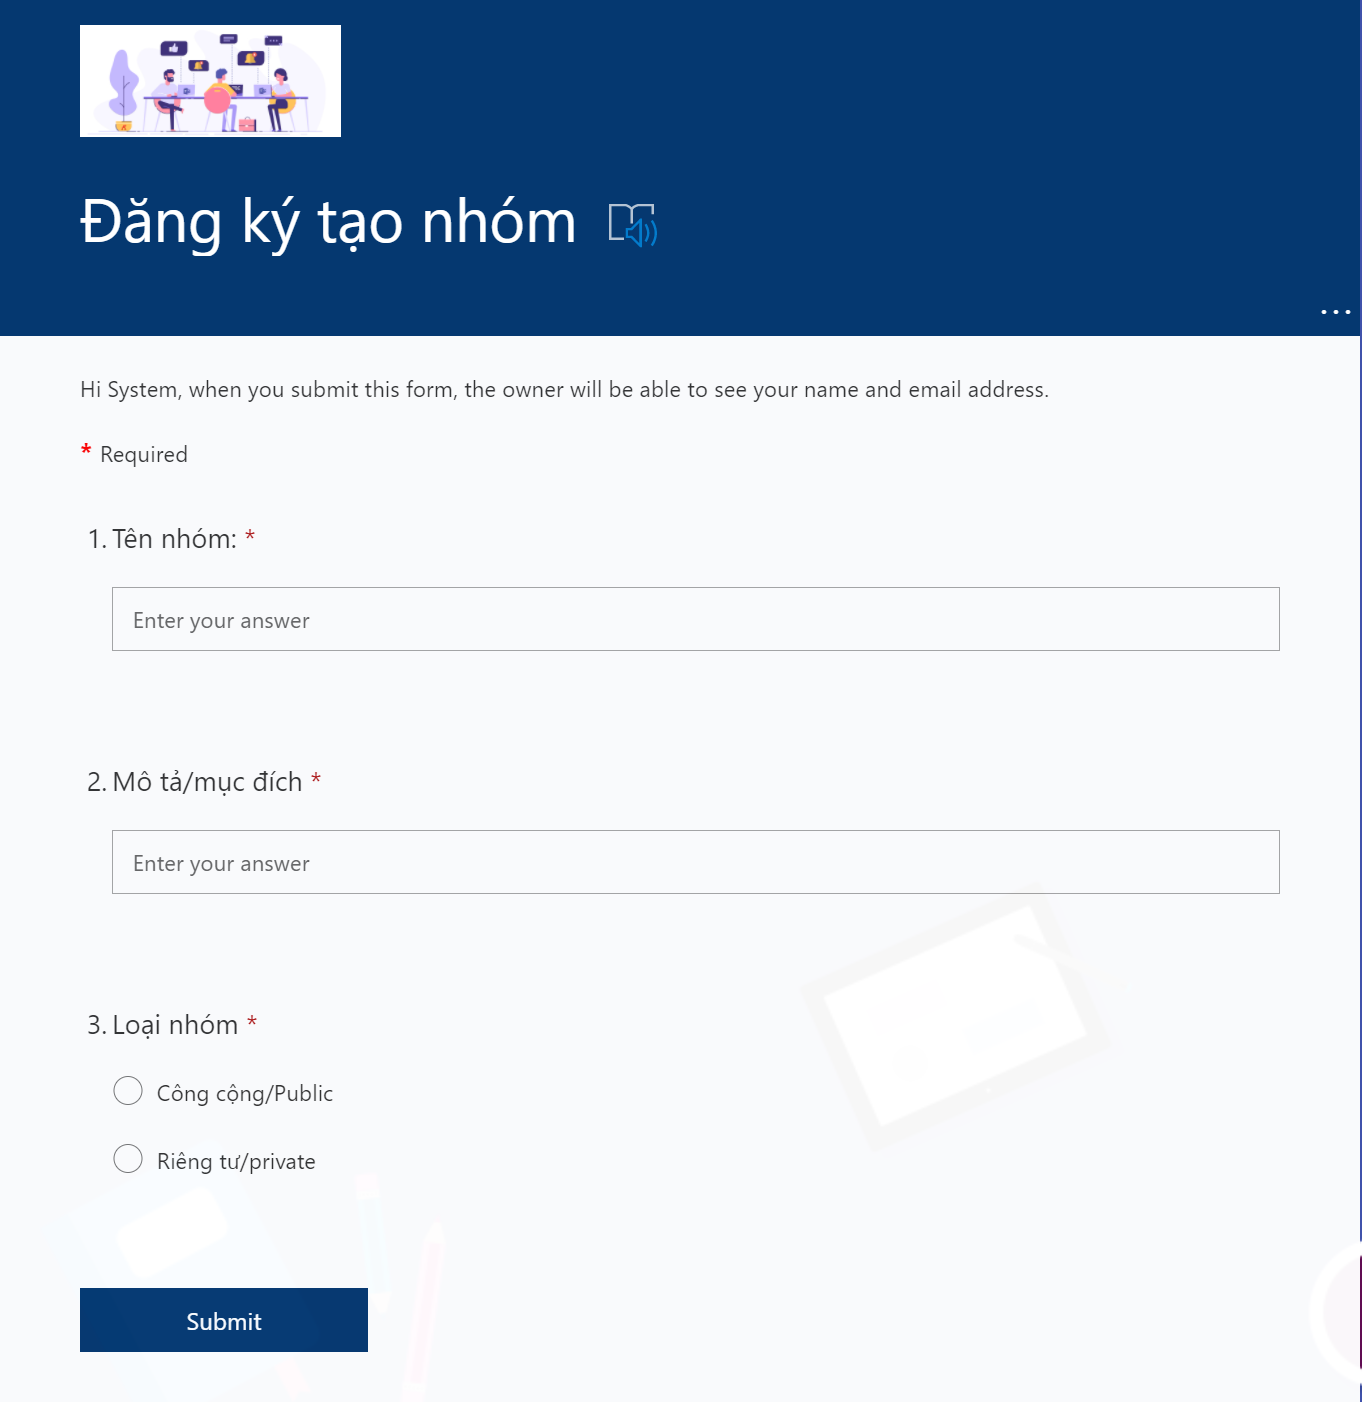 Đăng ký tạo nhóm
Hi System, when you submit this form, the owner will be able to see your name and email address.
* Required
1. Tên nhóm: *
Enter your answer
2. Mô tả/mục đích *
Enter your answer
3. Loại nhóm *
Công cộng/Public
Riêng tư/private
Submit